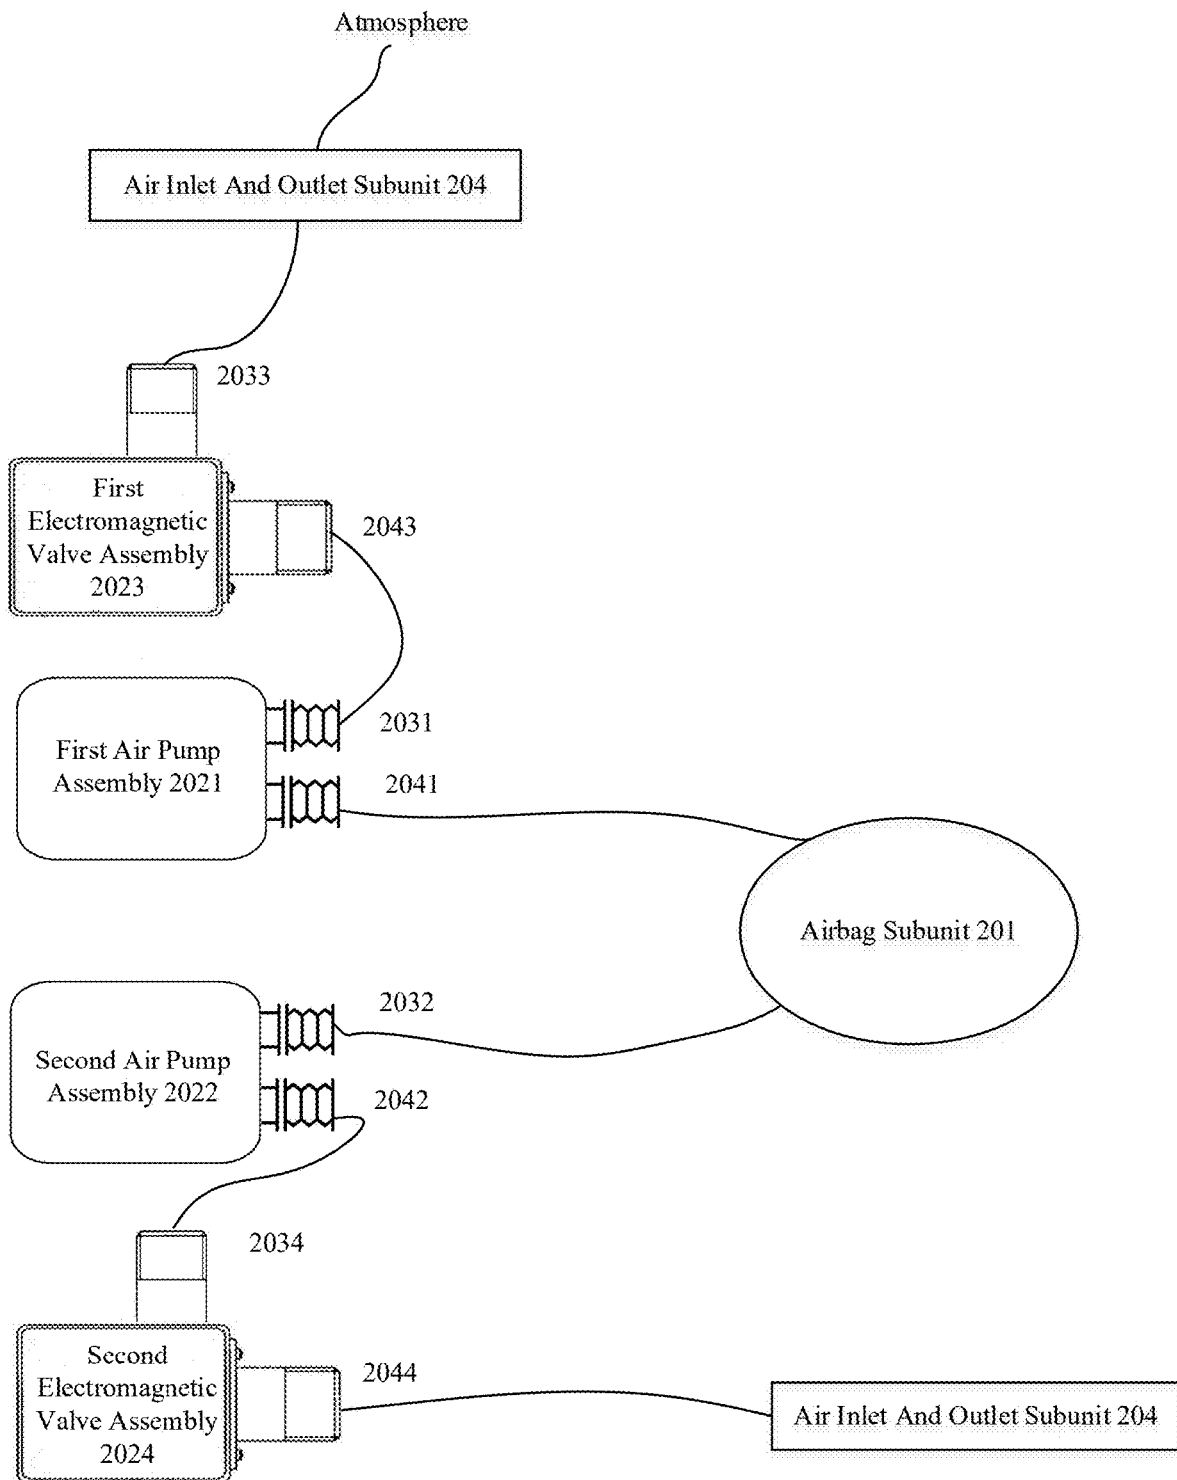 Atmosphere
Air Inlet And Outlet Subunit 204
2033
First
Electromagnetic
Valve Assembly
2023
2043
2031
First Air Pump
Assembly 2021
2041
Airbag Subunit 201
2032
Second Air Pump
Assembly 2022
2042
2034
Second
Electromagnetic
Valve Assembly
2024
2044
Air Inlet And Outlet Subunit 204